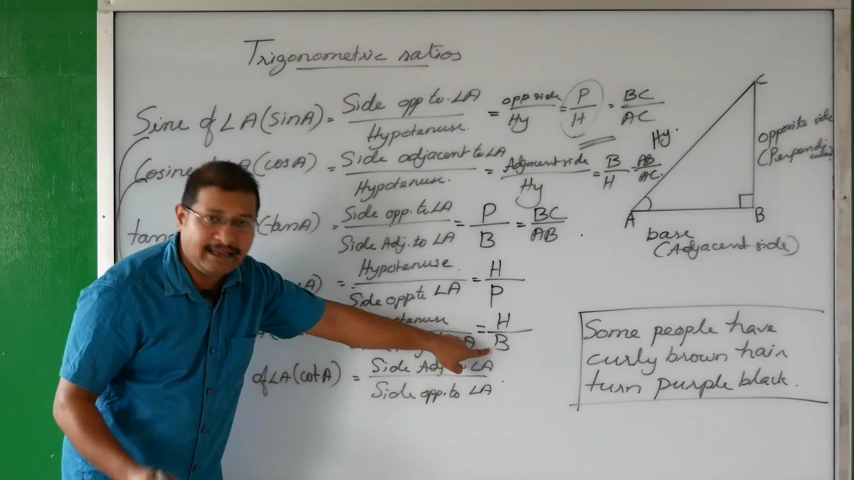 Trigonometric ratios
Sine of ∠A (sinA) = Side opp. to ∠A / Hypotenuse = opp side / Hy = P / H = BC / AC
Cosine A (cosA) = Side adjacent to ∠A / Hypotenuse = Adjacent side / Hy = B / H = AB / AC.
tan (tanA) = Side opp. to ∠A / Side Adj. to ∠A = P / B = BC / AB
A) = Hypotenuse / Side opp to ∠A = H / P
= H / B
of ∠A (cotA) = Side Adj to ∠A / Side opp. to ∠A
C
Hy.
opposite side
(Perpendicular)
A
B
base
(Adjacent side)
Some people have
curly brown hair
turn purple black.